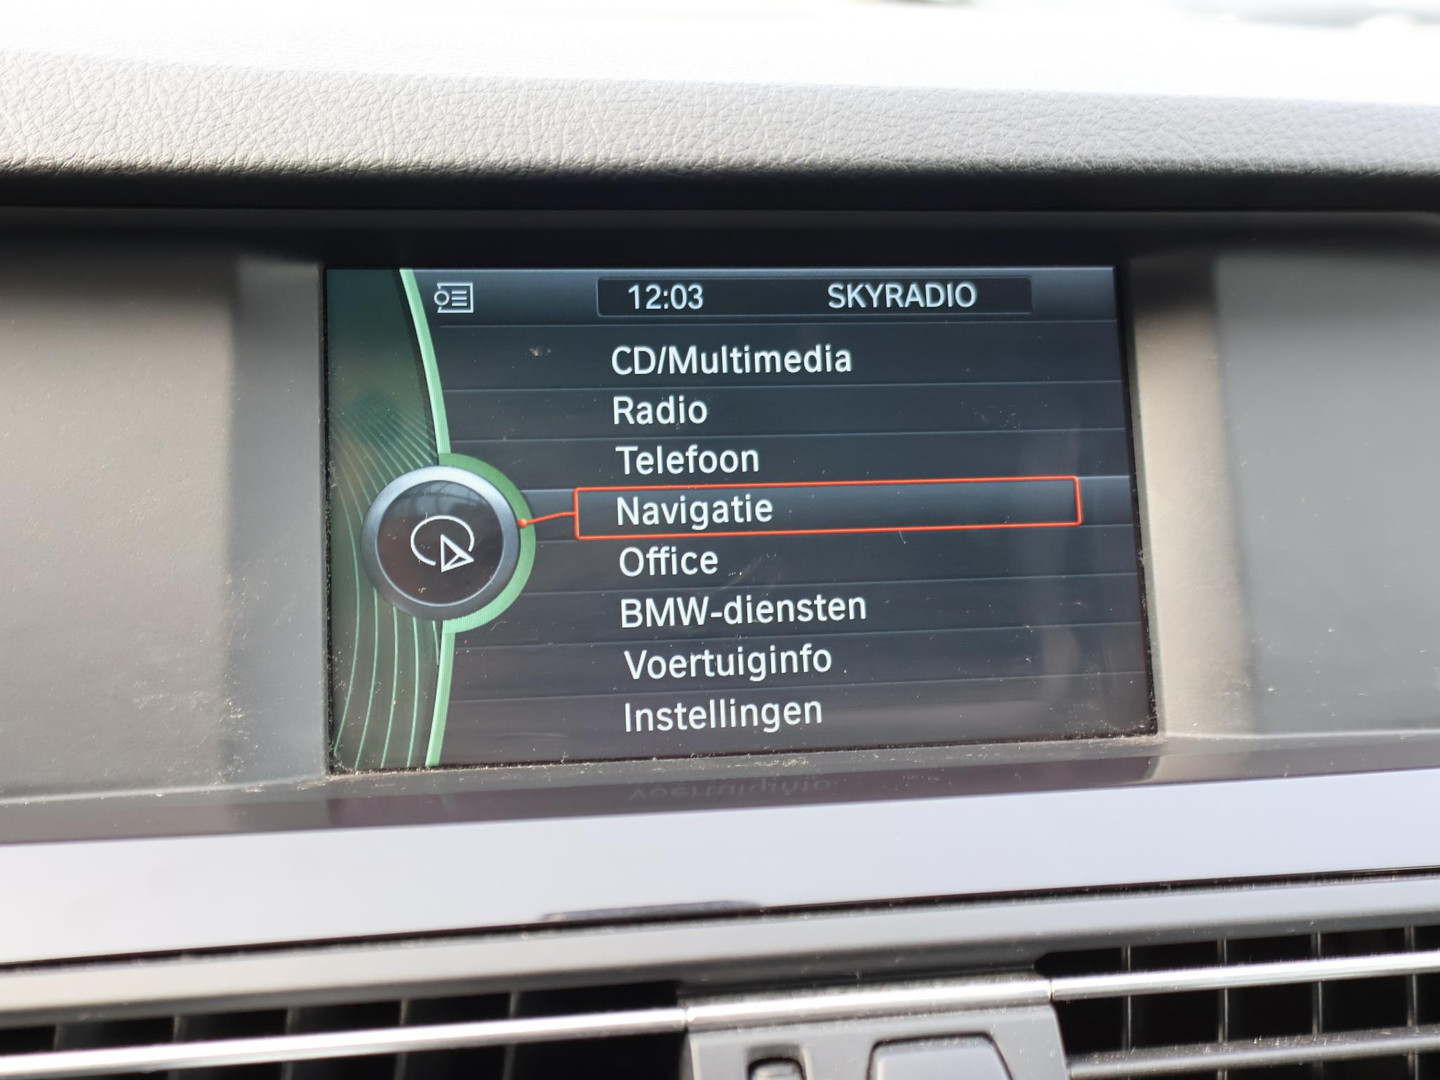 12:03 SKYRADIO
CD/Multimedia
Radio
Telefoon
Navigatie
Office
BMW-diensten
Voertuiginfo
Instellingen